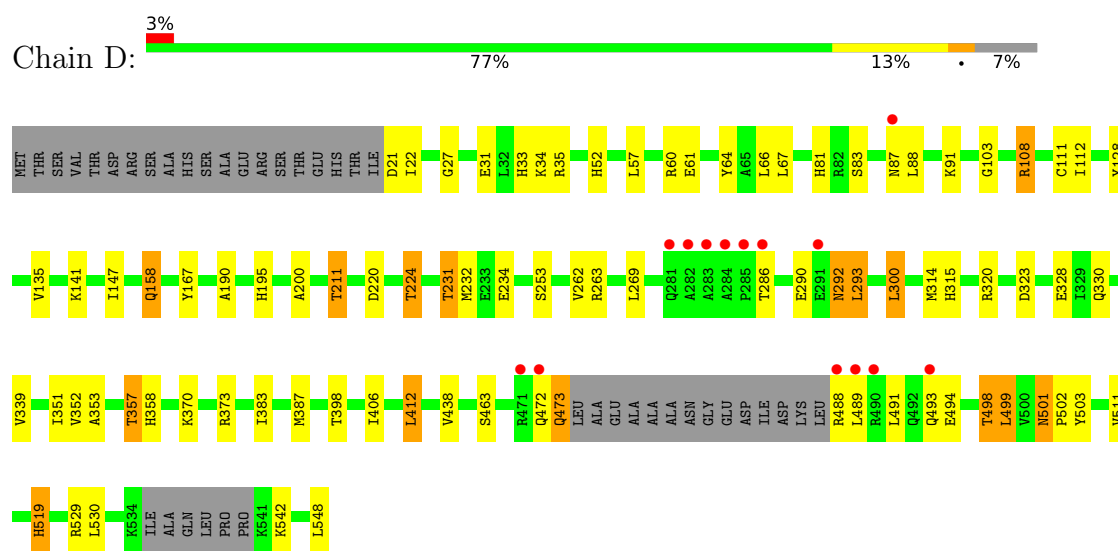 3%
Chain D:
77% 13% • 7%
MET THR SER VAL THR ASP ARG SER ALA HIS SER SER ALA GLU ARG SER THR GLU HIS THR ILE D21 I22 G27 E31 L32 H33 K34 R35 H52 L57 R60 E61 Y64 A65 L66 L67 H81 R82 S83 N87 L88 K91 G103 R108 C111 I112 Y128
V135 K141 I147 Q158 Y167 A190 H195 A200 T211 D220 T224 T231 M232 E233 E234 S253 V262 R263 L269 Q281 A282 A283 A284 P285 T286 E290 E291 N292 L293 L300 M314 H315 R320 D323 E328 I329 Q330
V339 I351 V352 A353 T357 H358 K370 R373 I383 M387 T398 I406 L412 V438 S463 R471 Q472 Q473 LEU ALA GLU ALA ALA ALA ASN GLY GLU ASP ILE ASP LYS LEU R488 L489 R490 L491 Q492 Q493 E494 T498 L499 V500 N501 P502 Y503 V511
H519 R529 L530 K534 ILE ALA GLN LEU PRO PRO K541 K542 L548